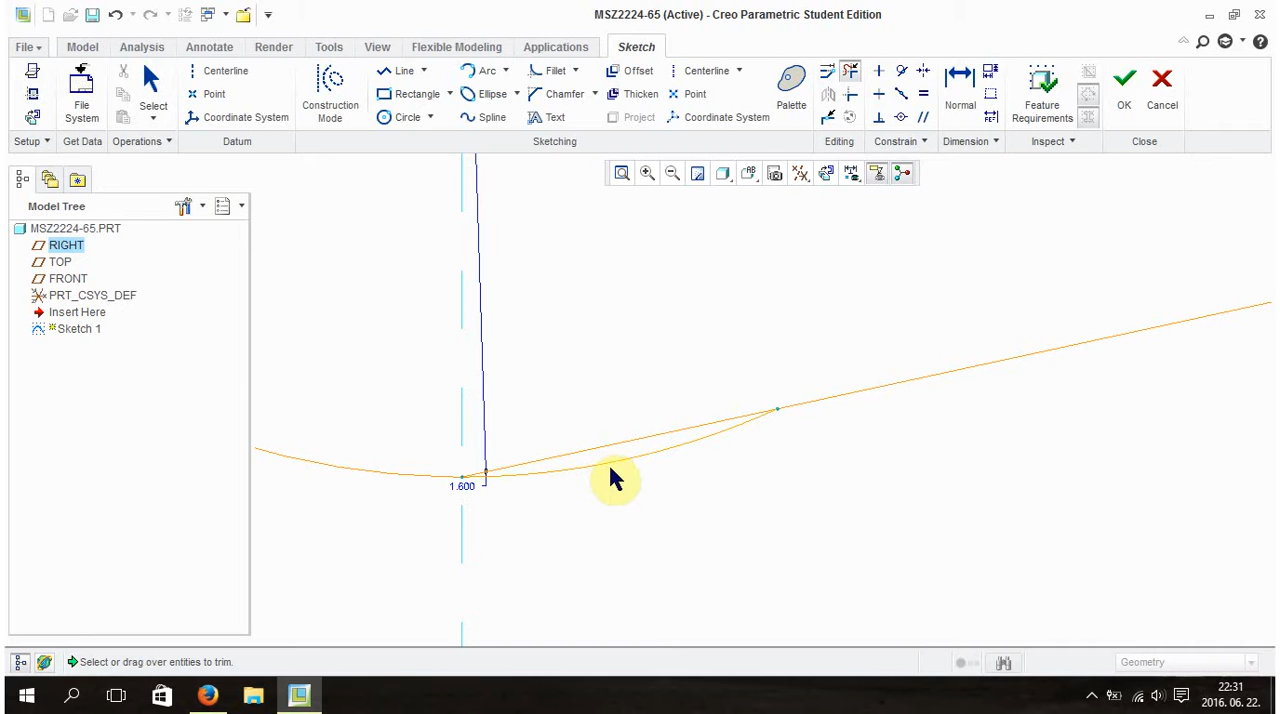 MSZ2224-65 (Active) - Creo Parametric Student Edition
File Model Analysis Annotate Render Tools View Flexible Modeling Applications Sketch
Centerline Line Arc Fillet Offset Centerline
Point Rectangle Ellipse Chamfer Thicken Point
Coordinate System Circle Spline Text Project Coordinate System
File System
Select
Construction Mode
Palette
Normal
Feature Requirements
OK
Cancel
Setup Get Data Operations Datum Sketching Editing Constrain Dimension Inspect Close
Model Tree
MSZ2224-65.PRT
RIGHT
TOP
FRONT
PRT_CSYS_DEF
Insert Here
Sketch 1
1.600
Select or drag over entities to trim.
Geometry
22:31
2016. 06. 22.